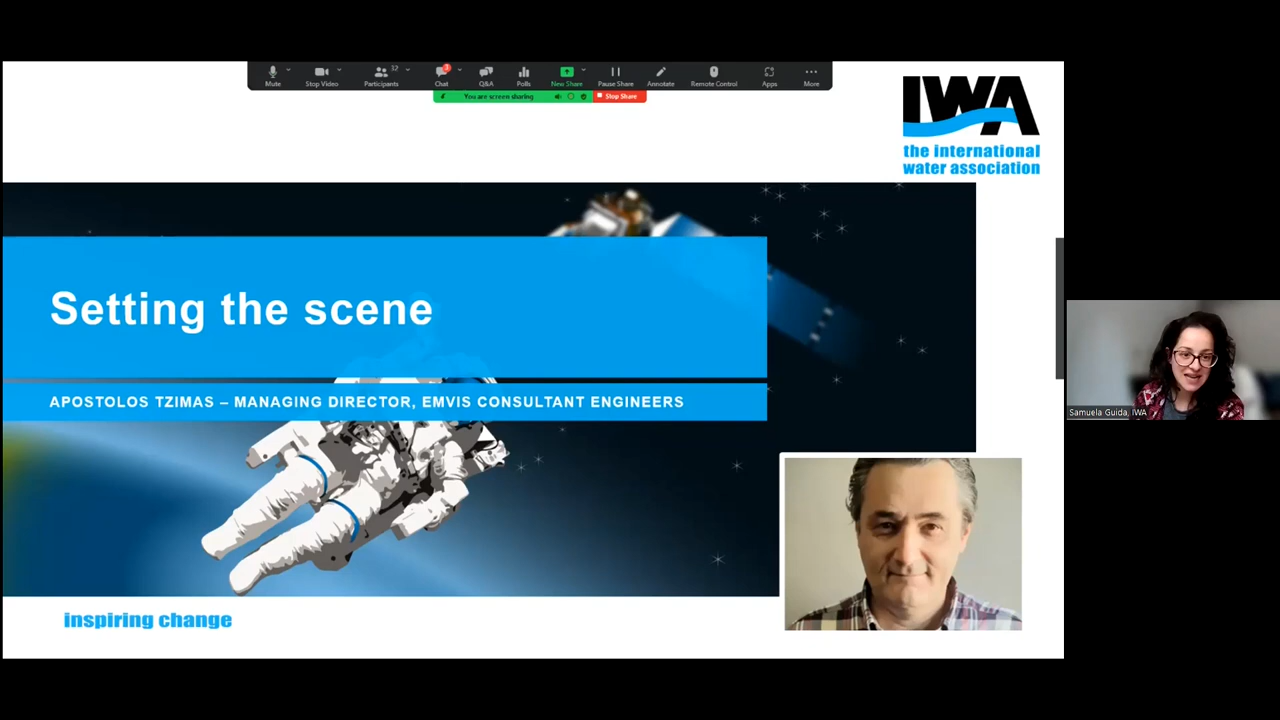 Mute
Stop Video
Participants
32
Chat
3
Q&A
Polls
New Share
Pause Share
Annotate
Remote Control
Apps
More
You are screen sharing
Stop Share
IWA
the international
water association
Setting the scene
APOSTOLOS TZIMAS – MANAGING DIRECTOR, EMVIS CONSULTANT ENGINEERS
Samuela Guida, IWA
inspiring change